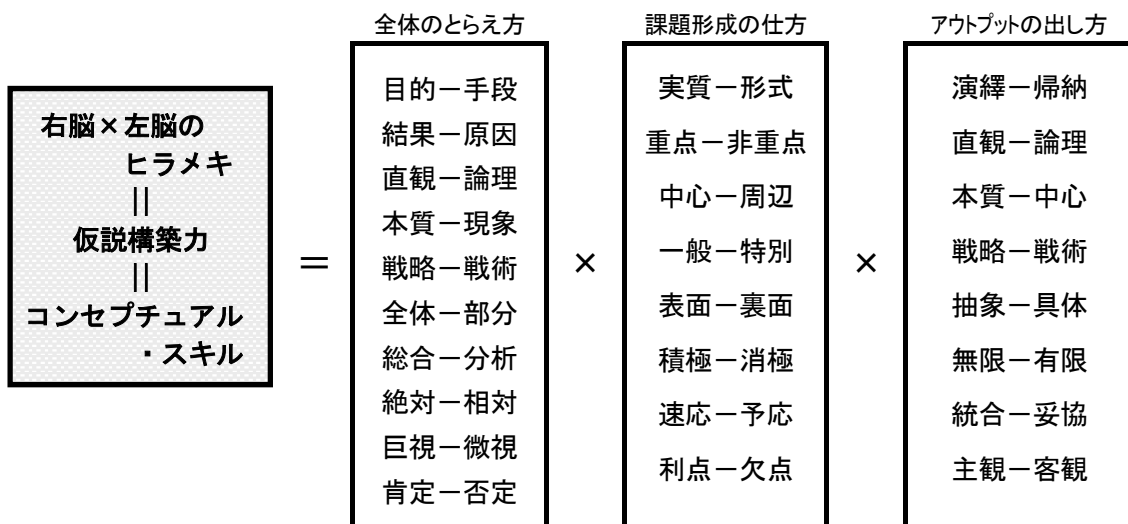 右脳×左脳の
ヒラメキ
||
仮説構築力
||
コンセプチュアル
・スキル
＝
全体のとらえ方
目的－手段
結果－原因
直観－論理
本質－現象
戦略－戦術
全体－部分
総合－分析
絶対－相対
巨視－微視
肯定－否定
×
課題形成の仕方
実質－形式
重点－非重点
中心－周辺
一般－特別
表面－裏面
積極－消極
速応－予応
利点－欠点
×
アウトプットの出し方
演繹－帰納
直観－論理
本質－中心
戦略－戦術
抽象－具体
無限－有限
統合－妥協
主観－客観